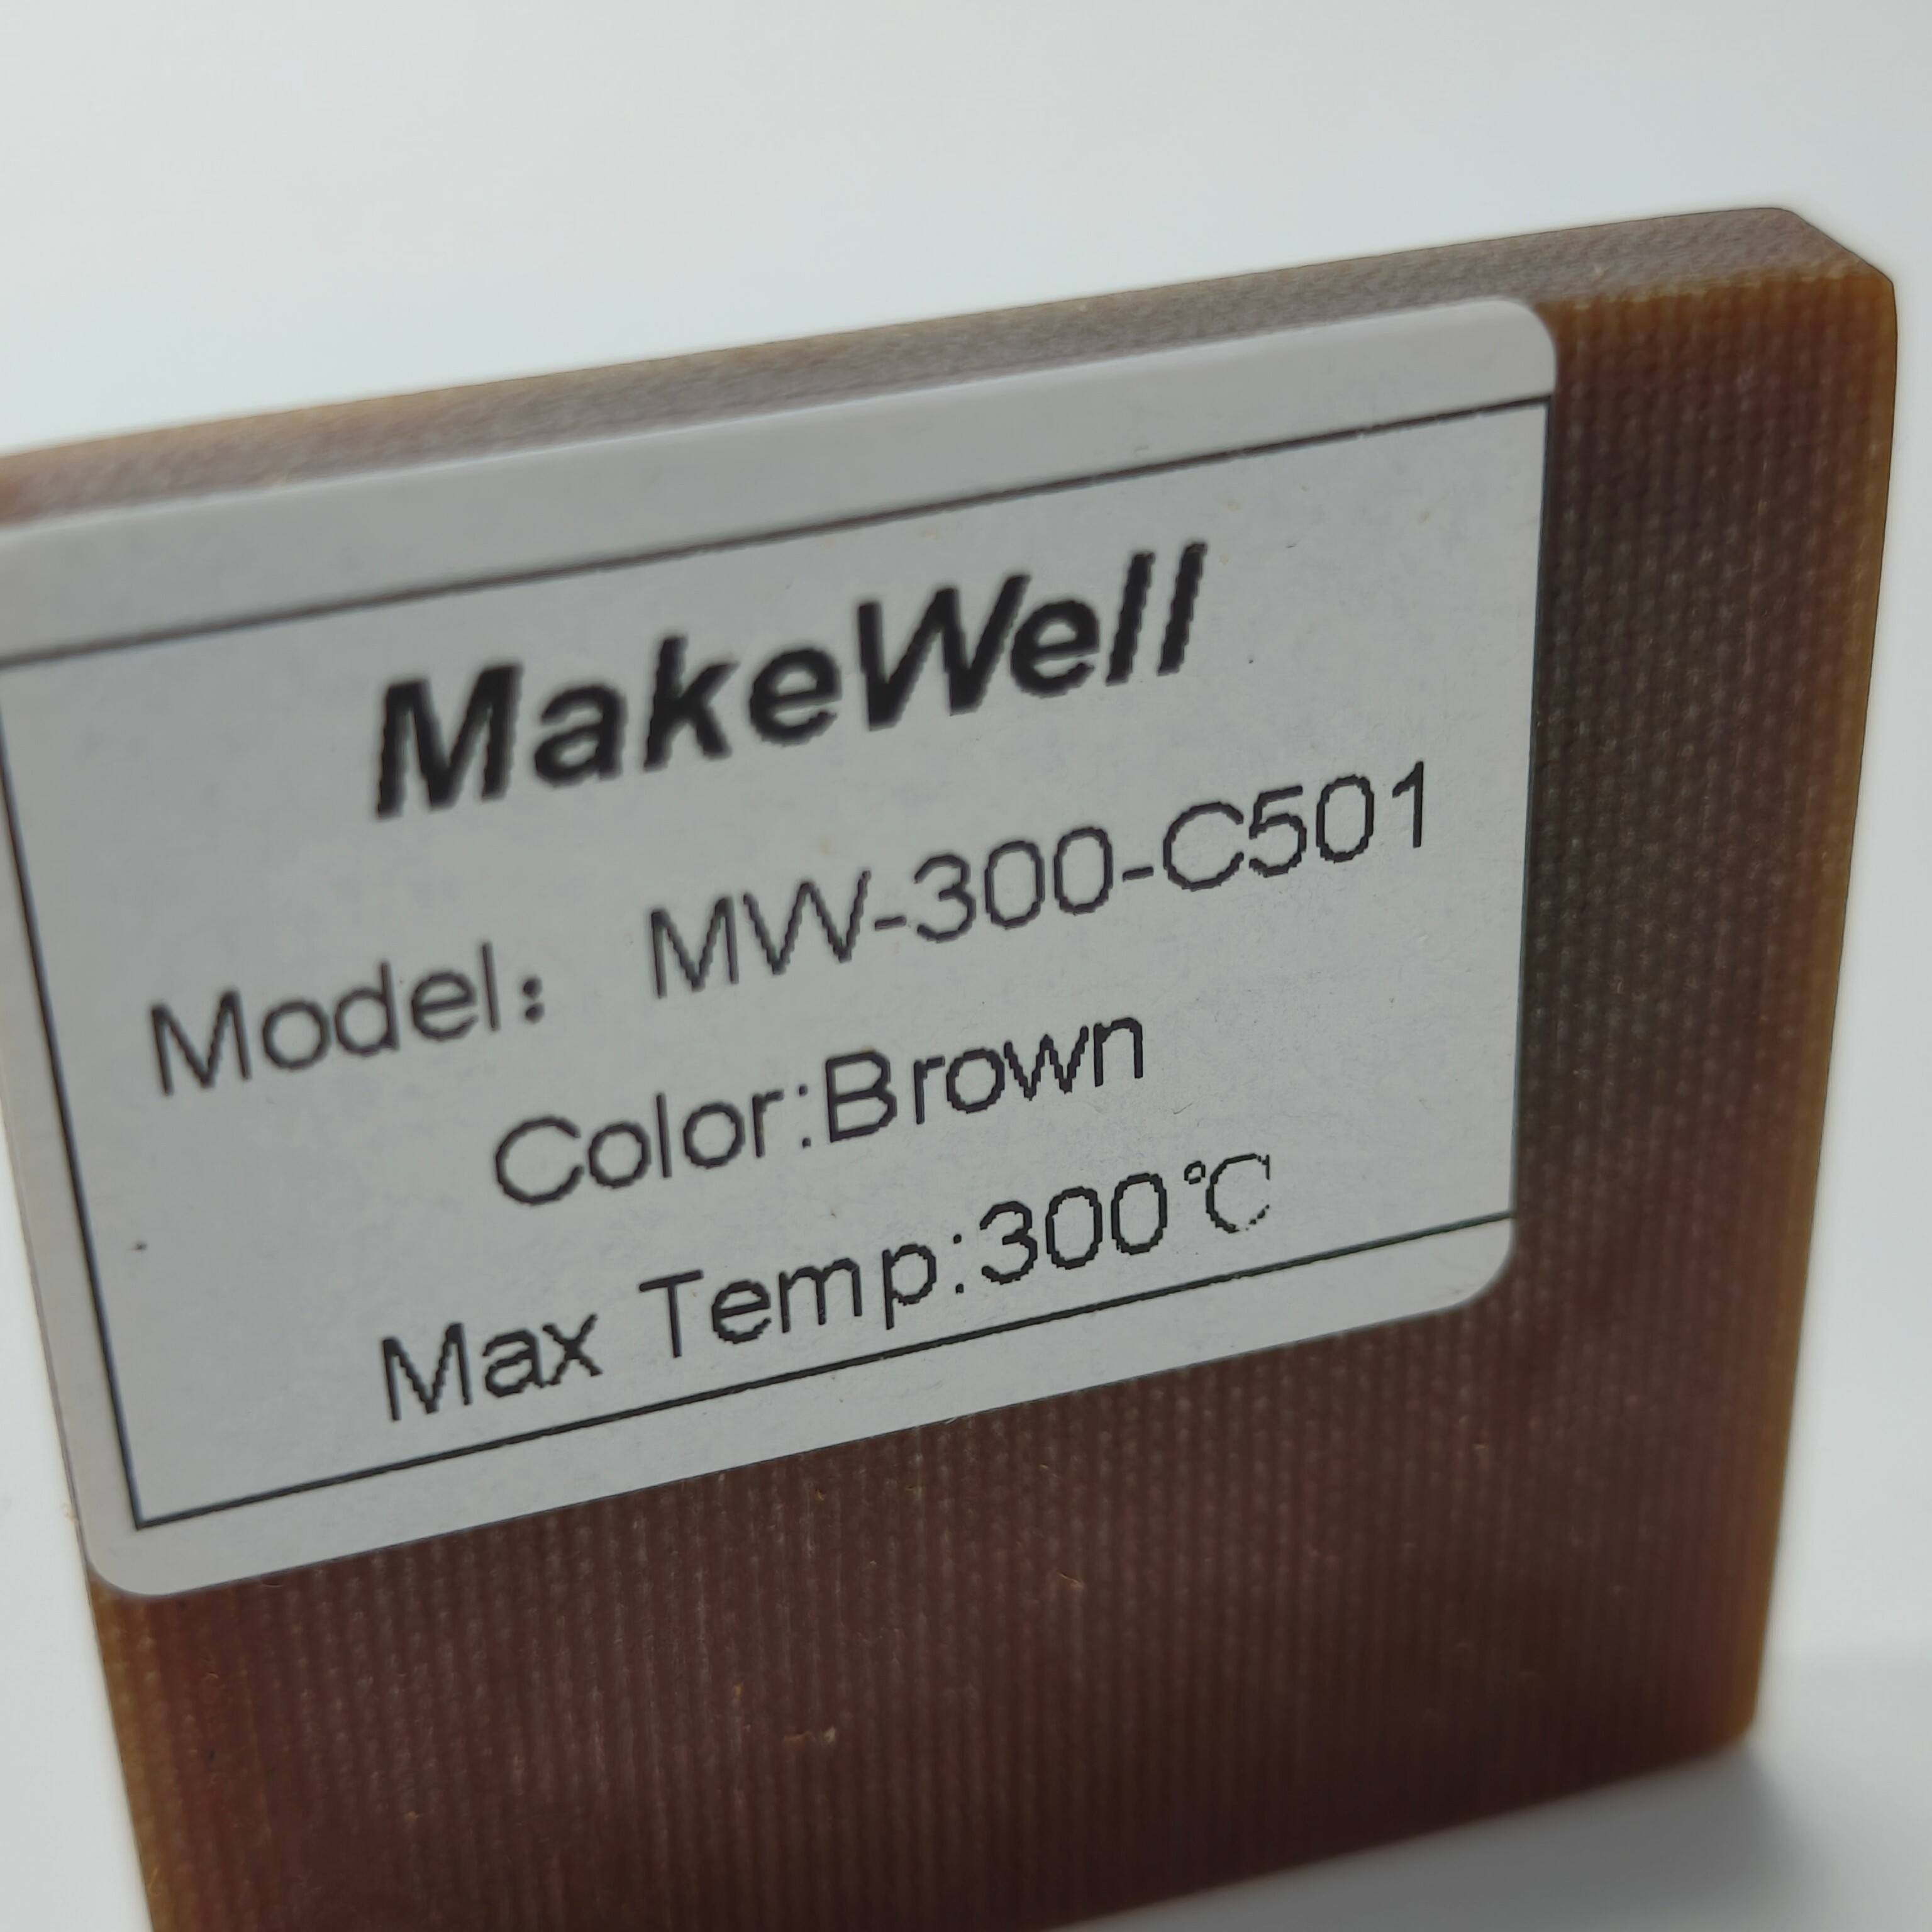 MakeWell
Model： MW-300-C501
Color:Brown
Max Temp:300℃